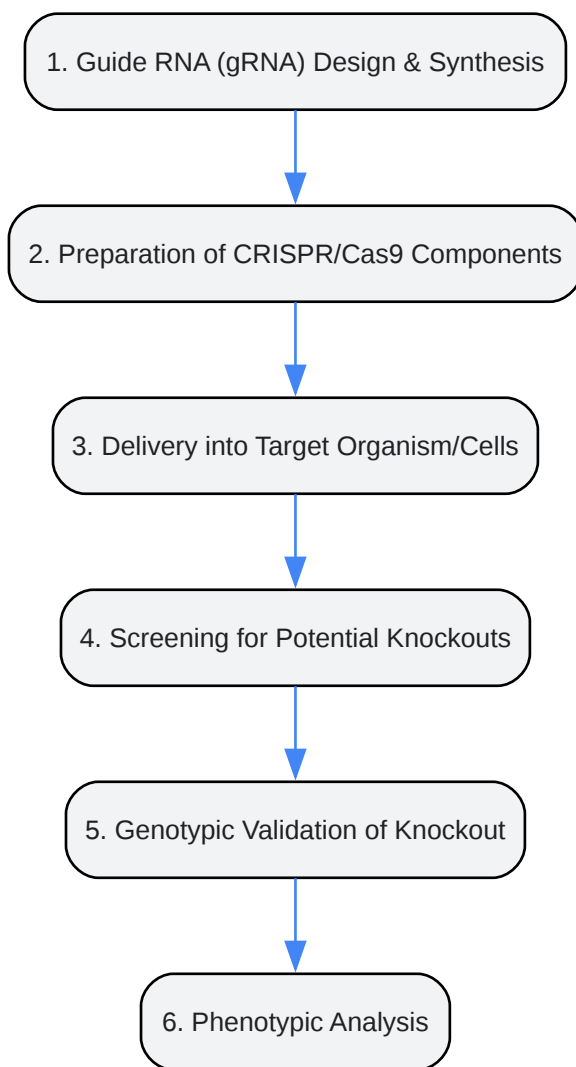 1. Guide RNA (gRNA) Design & Synthesis
2. Preparation of CRISPR/Cas9 Components
3. Delivery into Target Organism/Cells
4. Screening for Potential Knockouts
5. Genotypic Validation of Knockout
6. Phenotypic Analysis